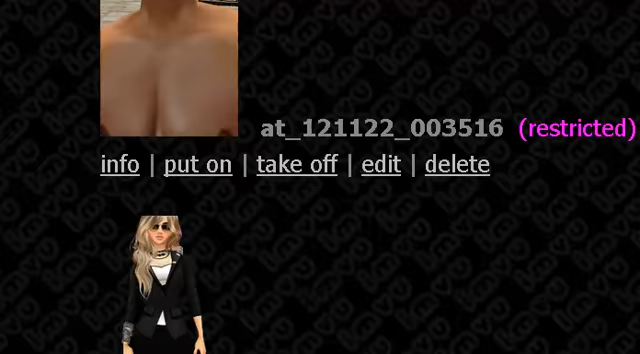 at_121122_003516 (restricted)
info | put on | take off | edit | delete